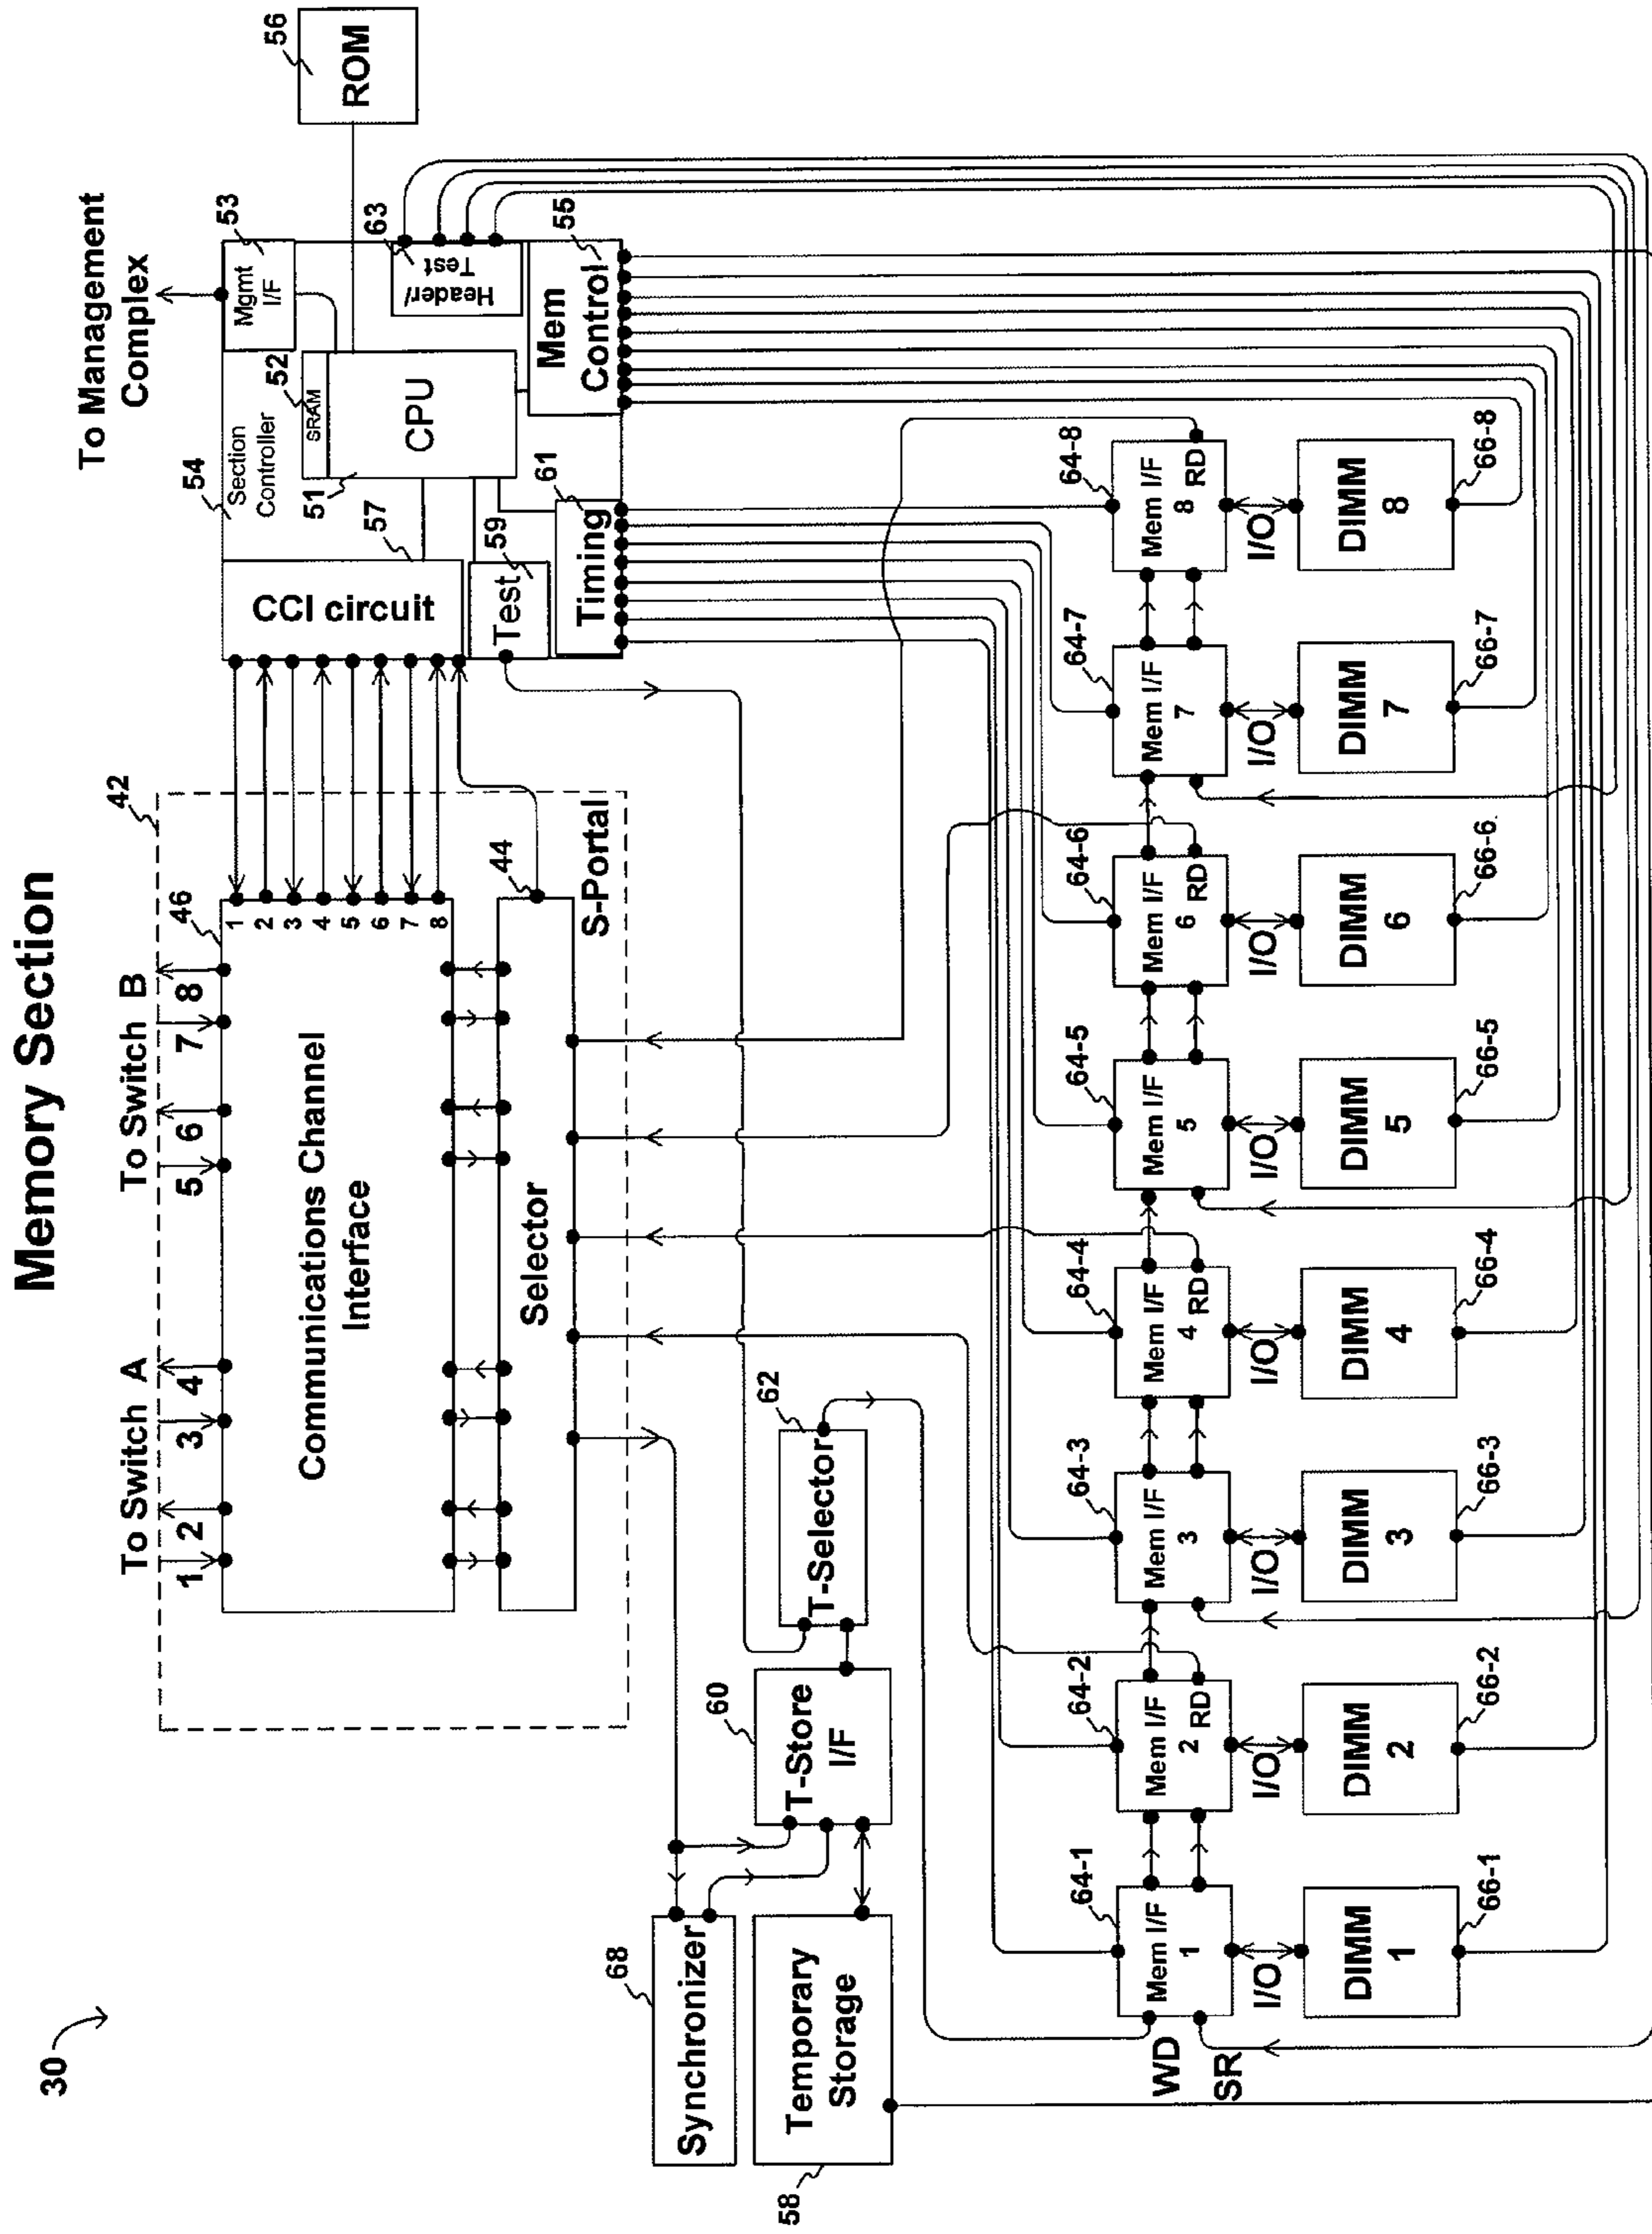 Memory Section
30
To Switch A
To Switch B
1
2
3
4
5
6
7
8
42
46
Communications Channel
Interface
1
2
3
4
5
6
7
8
Selector
44
S-Portal
To Management
Complex
54
Section
Controller
Mgmt
I/F
53
SRAM
52
CPU
51
CCI circuit
57
Test
59
Timing
61
Header/
Test
63
Mem
Control
55
ROM
56
Synchronizer
68
Temporary
Storage
58
T-Store
I/F
60
T-Selector
62
WD
SR
Mem I/F
1
64-1
Mem I/F
2
RD
64-2
Mem I/F
3
64-3
Mem I/F
4
RD
64-4
Mem I/F
5
64-5
Mem I/F
6
RD
64-6
Mem I/F
7
64-7
Mem I/F
8
RD
64-8
I/O
I/O
I/O
I/O
I/O
I/O
I/O
I/O
DIMM
1
66-1
DIMM
2
66-2
DIMM
3
66-3
DIMM
4
66-4
DIMM
5
66-5
DIMM
6
66-6
DIMM
7
66-7
DIMM
8
66-8